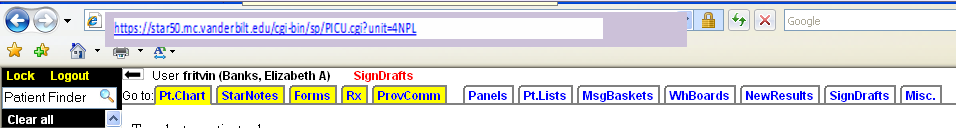 https://star50.mc.vanderbilt.edu/cgi-bin/sp/PICU.cgi?unit=4NPL
Google
Lock Logout User fritvin (Banks, Elizabeth A) SignDrafts
Patient Finder Go to: Pt.Chart StarNotes Forms Rx ProvComm Panels Pt.Lists MsgBaskets WhBoards NewResults SignDrafts Misc.
Clear all